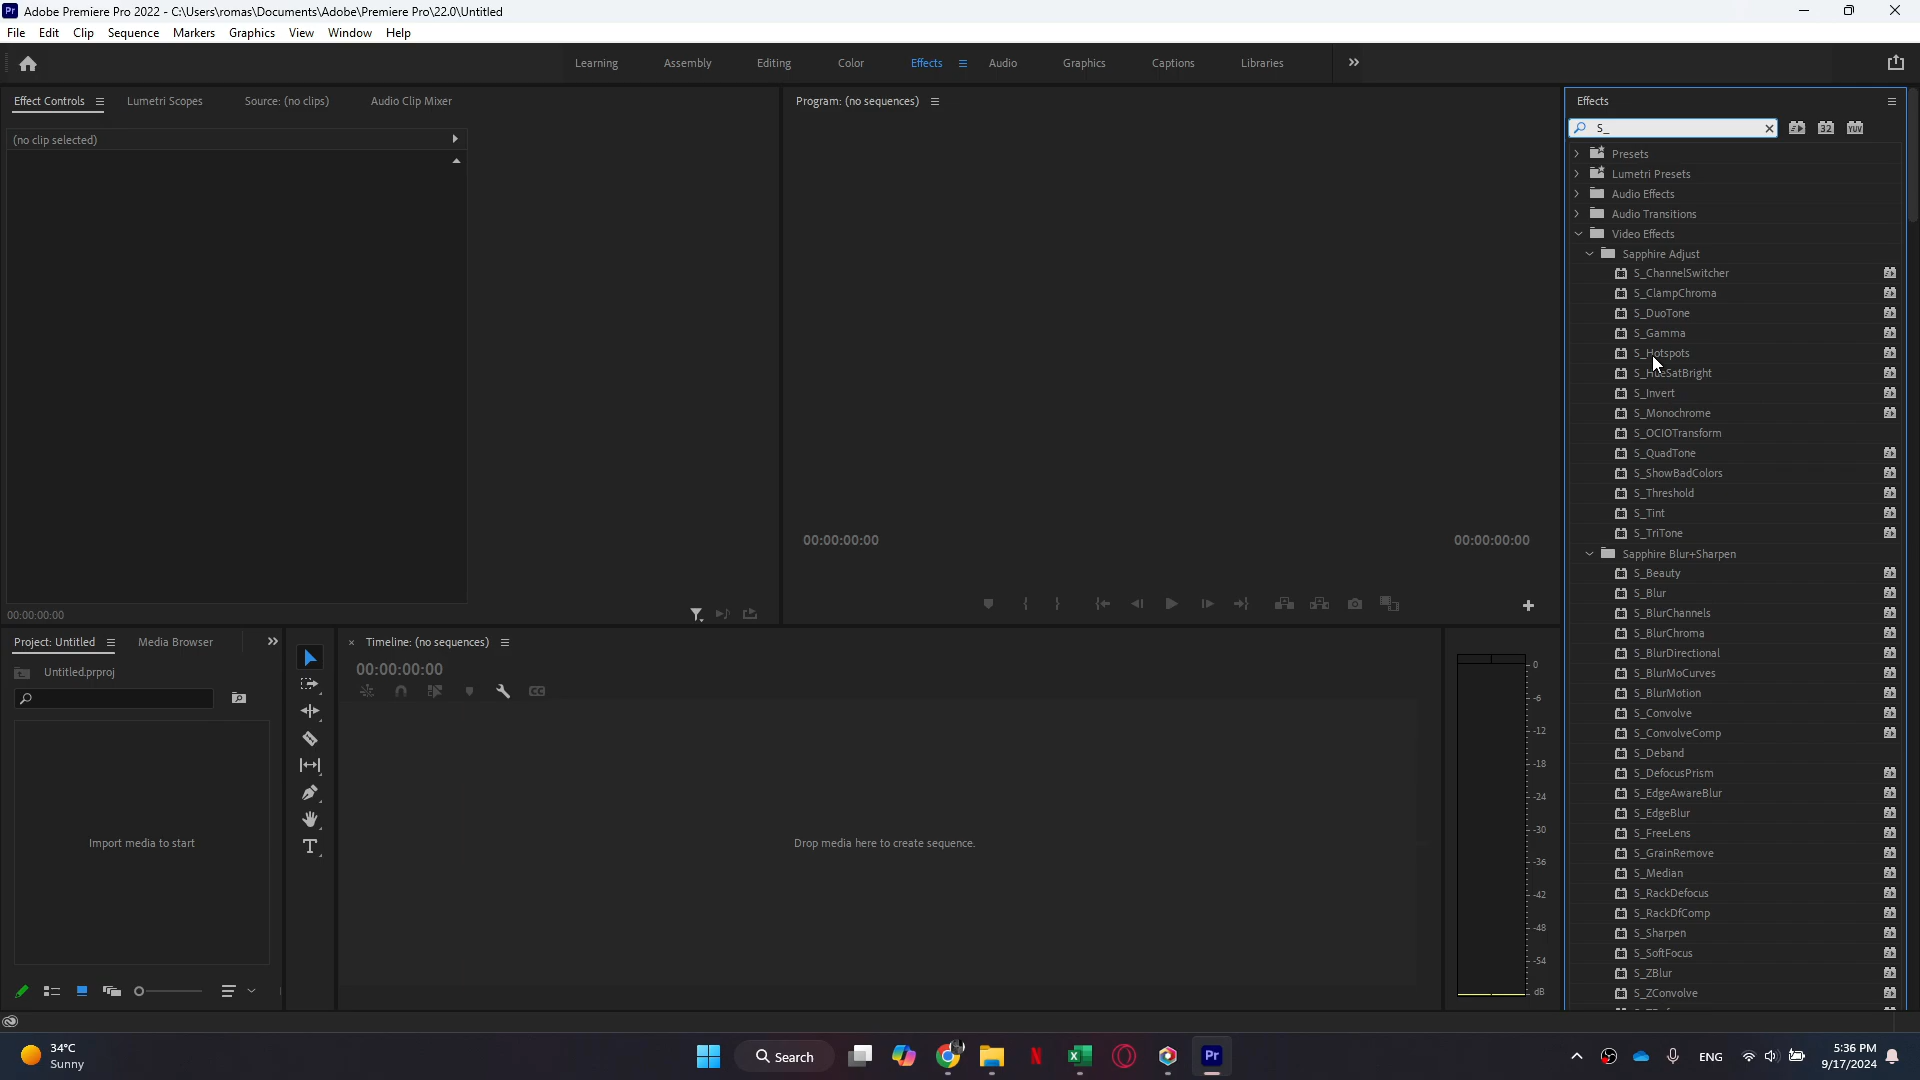 Pr Adobe Premiere Pro 2022 - C:\Users\romas\Documents\Adobe\Premiere Pro\22.0\Untitled
File Edit Clip Sequence Markers Graphics View Window Help
Learning Assembly Editing Color Effects Audio Graphics Captions Libraries
Effect Controls Lumetri Scopes Source: (no clips) Audio Clip Mixer
(no clip selected)
00:00:00:00
Program: (no sequences)
00:00:00:00 00:00:00:00
Effects
S_
32 YUV
Presets
Lumetri Presets
Audio Effects
Audio Transitions
Video Effects
Sapphire Adjust
S_ChannelSwitcher
S_ClampChroma
S_DuoTone
S_Gamma
S_Hotspots
S_HueSatBright
S_Invert
S_Monochrome
S_OCIOTransform
S_QuadTone
S_ShowBadColors
S_Threshold
S_Tint
S_TriTone
Sapphire Blur+Sharpen
S_Beauty
S_Blur
S_BlurChannels
S_BlurChroma
S_BlurDirectional
S_BlurMoCurves
S_BlurMotion
S_Convolve
S_ConvolveComp
S_Deband
S_DefocusPrism
S_EdgeAwareBlur
S_EdgeBlur
S_FreeLens
S_GrainRemove
S_Median
S_RackDefocus
S_RackDfComp
S_Sharpen
S_SoftFocus
S_ZBlur
S_ZConvolve
Project: Untitled Media Browser
Untitled.prproj
Import media to start
Timeline: (no sequences)
00:00:00:00
Drop media here to create sequence.
0
-6
-12
-18
-24
-30
-36
-42
-48
-54
dB
34°C
Sunny
Search
N
Pr
ENG
5:36 PM
9/17/2024